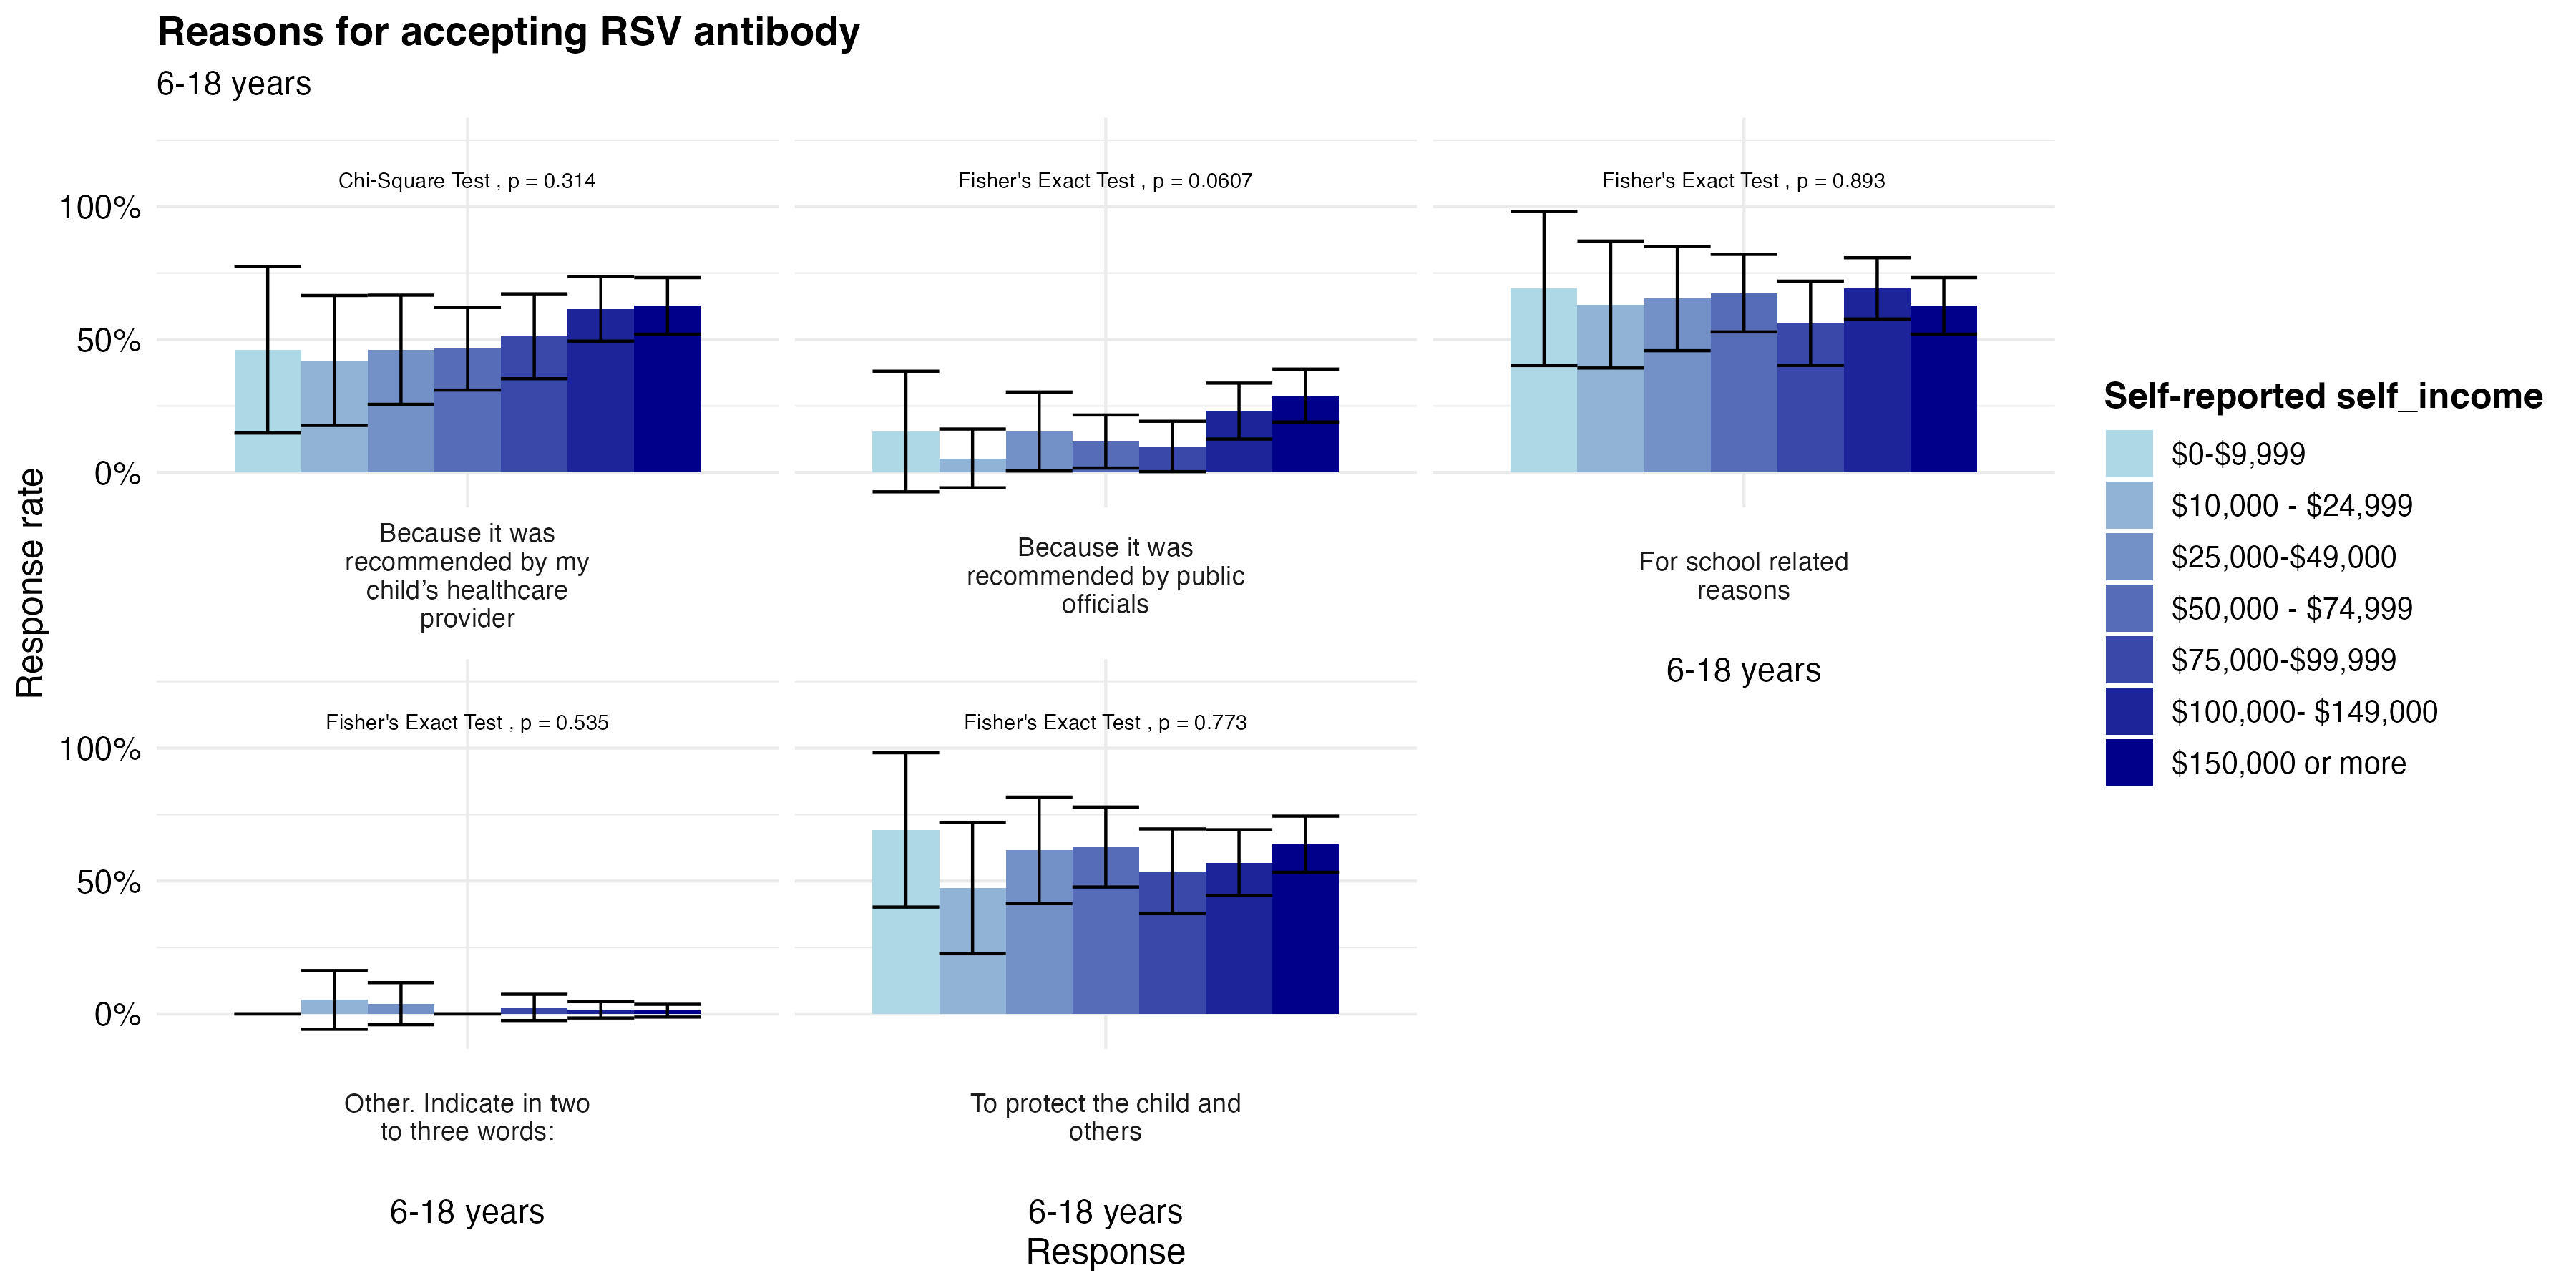 Reasons for accepting RSV antibody
6-18 years
Response rate
Chi-Square Test , p = 0.314
Fisher's Exact Test , p = 0.0607
Fisher's Exact Test , p = 0.893
100%
50%
0%
Because it was
recommended by my
child’s healthcare
provider
Because it was
recommended by public
officials
For school related
reasons
6-18 years
Fisher's Exact Test , p = 0.535
Fisher's Exact Test , p = 0.773
100%
50%
0%
Other. Indicate in two
to three words:
To protect the child and
others
6-18 years
6-18 years
Response
Self-reported self_income
$0-$9,999
$10,000 - $24,999
$25,000-$49,000
$50,000 - $74,999
$75,000-$99,999
$100,000- $149,000
$150,000 or more